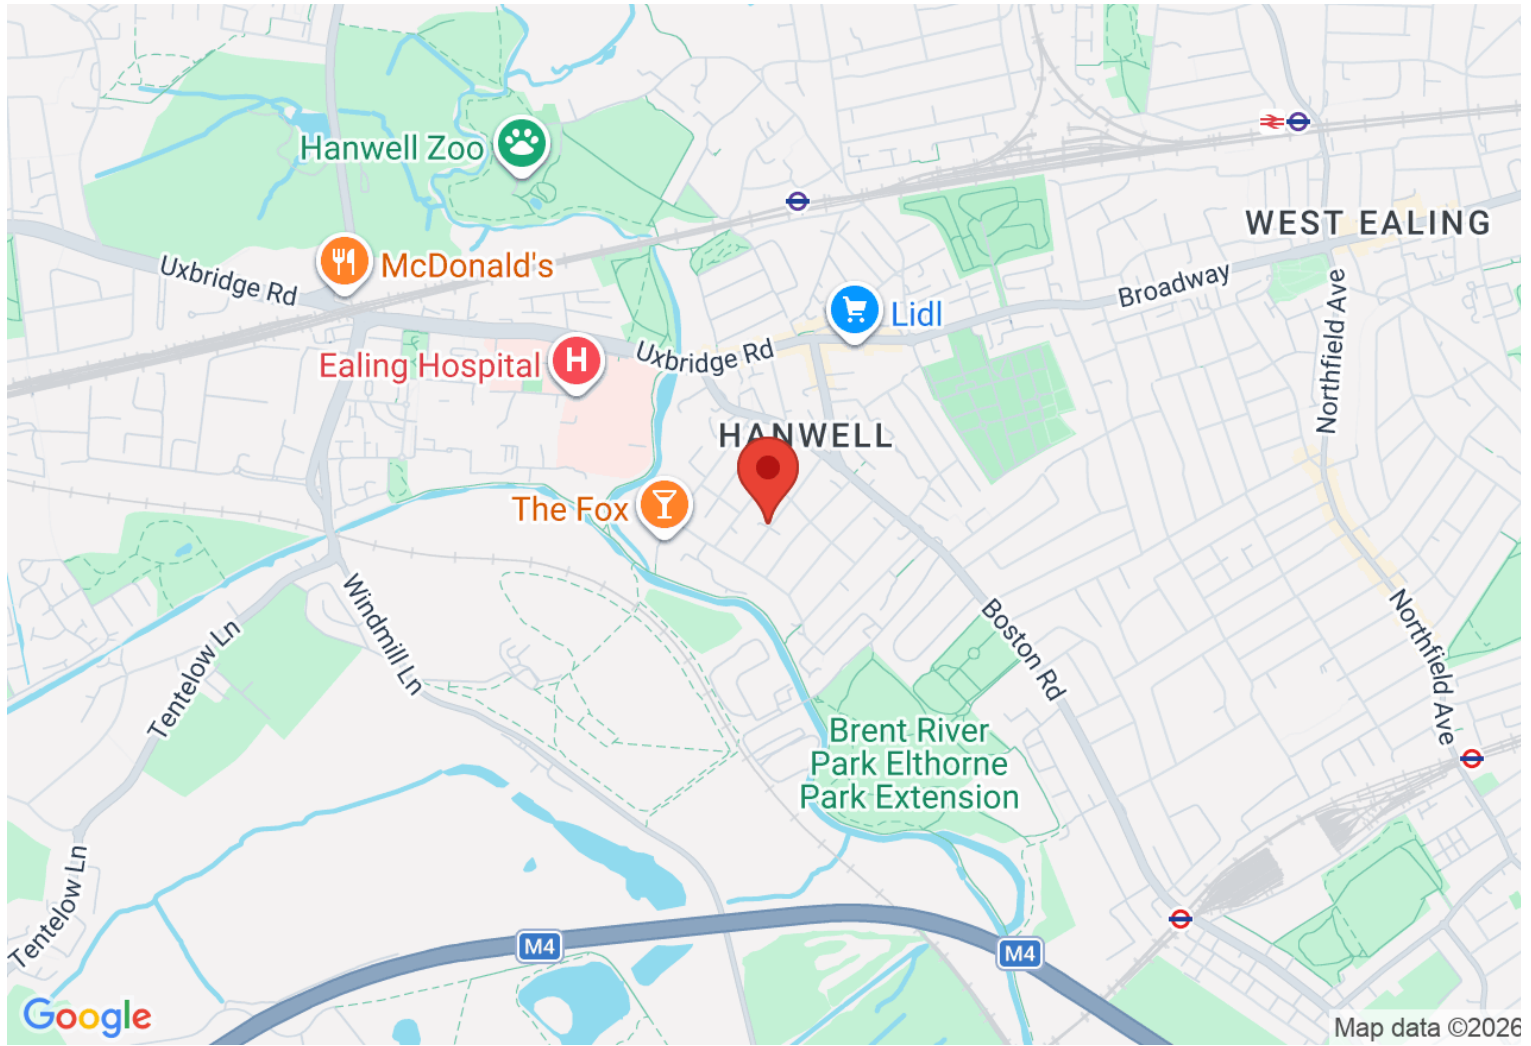 Hanwell Zoo
WEST EALING
McDonald's
Uxbridge Rd
Broadway
Lidl
Northfield Ave
Ealing Hospital
H
Uxbridge Rd
HANWELL
The Fox
Windmill Ln
Boston Rd
Northfield Ave
Tentelow Ln
Brent River
Park Elthorne
Park Extension
Tentelow Ln
M4
M4
Google
Map data ©2026